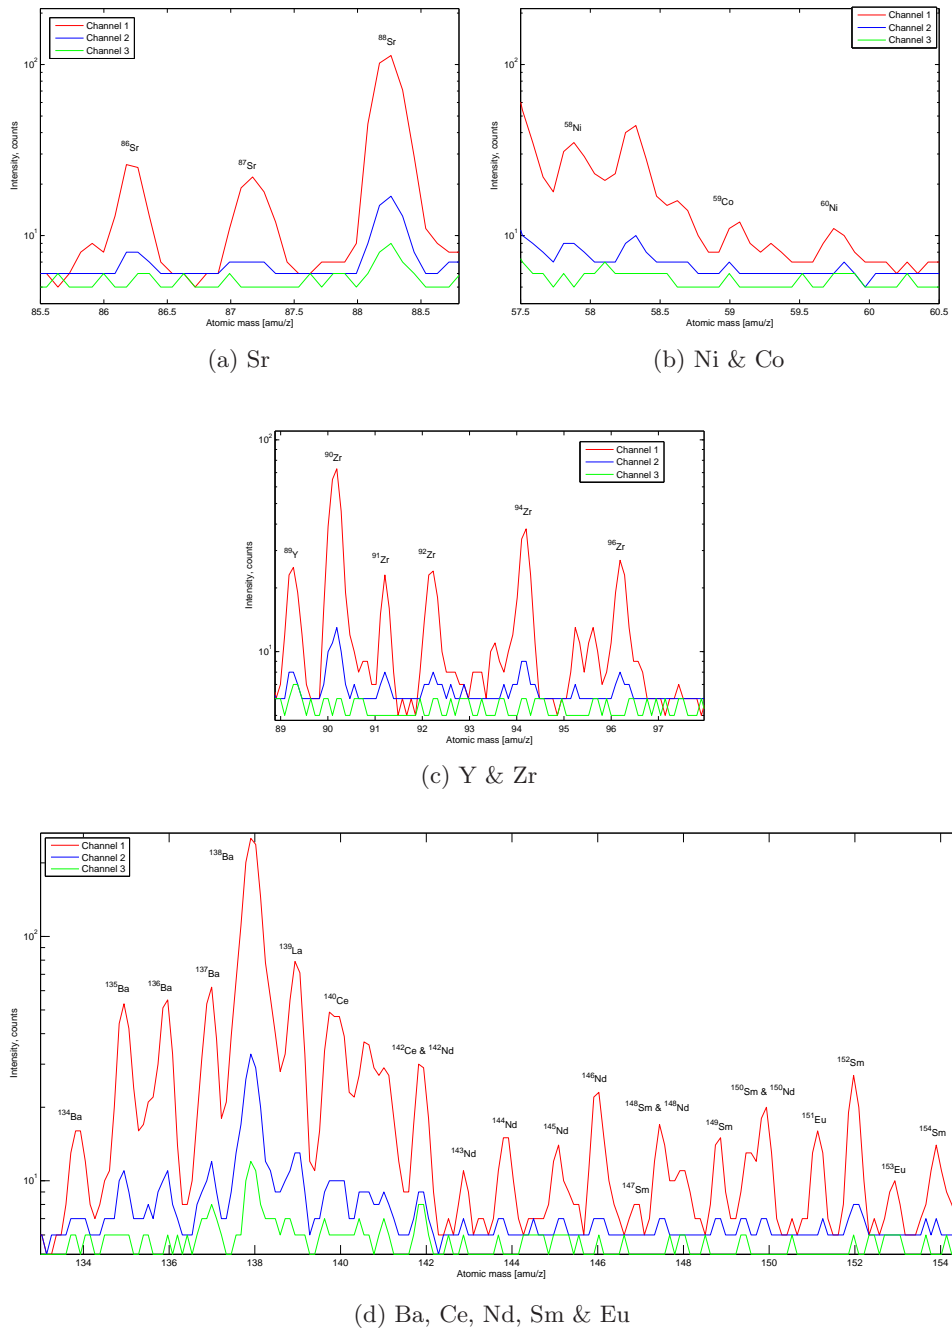 Channel 1
Channel 2
Channel 3
⁸⁶Sr
⁸⁷Sr
⁸⁸Sr
10²
10¹
Intensity, counts
85.5 86 86.5 87 87.5 88 88.5
Atomic mass [amu/z]
(a) Sr
Channel 1
Channel 2
Channel 3
⁵⁸Ni
⁵⁹Co
⁶⁰Ni
10²
10¹
Intensity, counts
57.5 58 58.5 59 59.5 60 60.5
Atomic mass [amu/z]
(b) Ni & Co
Channel 1
Channel 2
Channel 3
⁸⁹Y
⁹⁰Zr
⁹¹Zr
⁹²Zr
⁹⁴Zr
⁹⁶Zr
10²
10¹
Intensity, counts
89 90 91 92 93 94 95 96 97
Atomic mass [amu/z]
(c) Y & Zr
Channel 1
Channel 2
Channel 3
¹³⁴Ba
¹³⁵Ba
¹³⁶Ba
¹³⁷Ba
¹³⁸Ba
¹³⁹La
¹⁴⁰Ce
¹⁴²Ce & ¹⁴²Nd
¹⁴³Nd
¹⁴⁴Nd
¹⁴⁵Nd
¹⁴⁶Nd
¹⁴⁷Sm
¹⁴⁸Sm & ¹⁴⁸Nd
¹⁴⁹Sm
¹⁵⁰Sm & ¹⁵⁰Nd
¹⁵¹Eu
¹⁵²Sm
¹⁵³Eu
¹⁵⁴Sm
10²
10¹
Intensity, counts
134 136 138 140 142 144 146 148 150 152 154
Atomic mass [amu/z]
(d) Ba, Ce, Nd, Sm & Eu